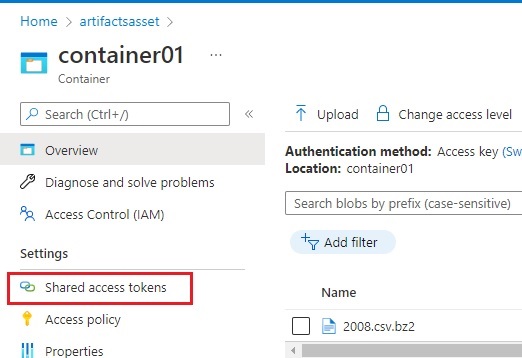 Home > artifactsasset >
container01 ...
Container
Search (Ctrl+/) «
Overview
Diagnose and solve problems
Access Control (IAM)
Settings
Shared access tokens
Access policy
Properties
Upload Change access level
Authentication method: Access key (Sw
Location: container01
Search blobs by prefix (case-sensitive)
Add filter
Name
2008.csv.bz2